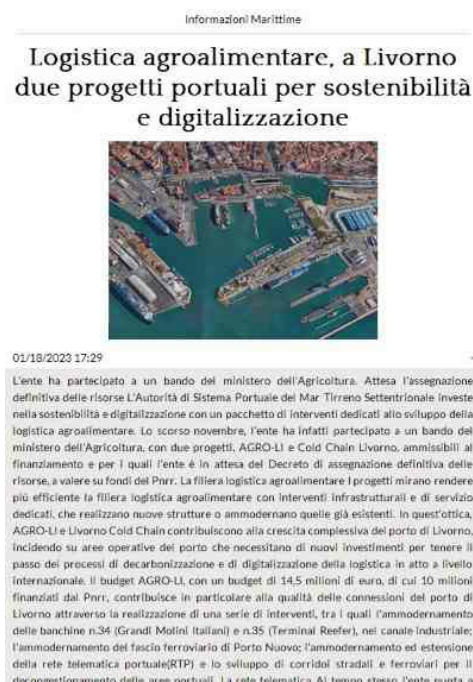 Informazioni Marittime
Logistica agroalimentare, a Livorno
due progetti portuali per sostenibilità
e digitalizzazione
01/18/2023 17:29
L'ente ha partecipato a un bando del ministero dell'Agricoltura. Attesa l'assegnazione
definitiva delle risorse L'Autorità di Sistema Portuale del Mar Tirreno Settentrionale investe
nella sostenibilità e digitalizzazione con un pacchetto di interventi dedicati allo sviluppo della
logistica agroalimentare. Lo scorso novembre, l'ente ha infatti partecipato a un bando del
ministero dell'Agricoltura, con due progetti, AGRO-LI e Cold Chain Livorno, ammissibili al
finanziamento e per i quali l'ente è in attesa del Decreto di assegnazione definitiva delle
risorse, a valere su fondi del Pnrr. La filiera logistica agroalimentare I progetti mirano rendere
più efficiente la filiera logistica agroalimentare con interventi infrastrutturali e di servizio
dedicati, che realizzano nuove strutture o ammodernano quelle già esistenti. In quest'ottica,
AGRO-LI e Livorno Cold Chain contribuiscono alla crescita complessiva del porto di Livorno,
incidendo su aree operative del porto che necessitano di nuovi investimenti per tenere il
passo dei processi di decarbonizzazione e di digitalizzazione della logistica in atto a livello
internazionale. Il budget AGRO-LI, con un budget di 14,5 milioni di euro, di cui 10 milioni
finanziati dal Pnrr, contribuisce in particolare alla qualità delle connessioni del porto di
Livorno attraverso la realizzazione di una serie di interventi, tra i quali l'ammodernamento
delle banchine n.34 (Grandi Molini Italiani) e n.35 (Terminal Reefer), nel canale industriale;
l'ammodernamento del fascio ferroviario di Porto Nuovo; l'ammodernamento ed estensione
della rete telematica portuale(RTP) e lo sviluppo di corridoi stradali e ferroviari per il
decongestionamento delle aree portuali. La rete telematica Al tempo stesso l'ente punta a